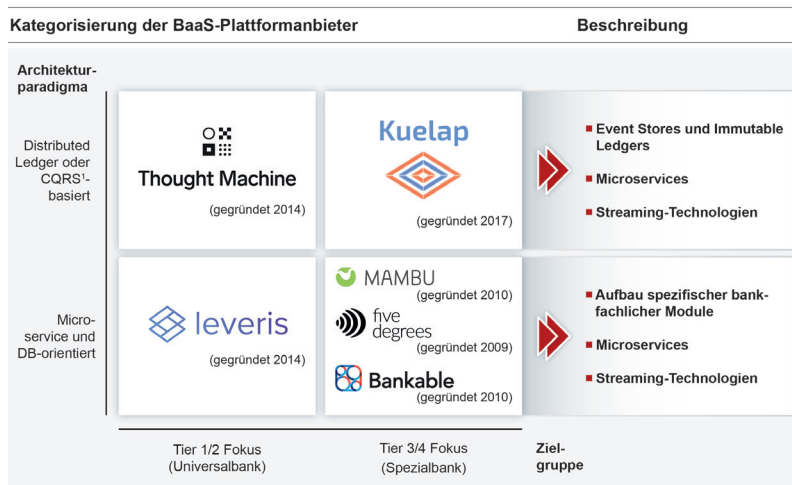 Kategorisierung der BaaS-Plattformanbieter
Beschreibung
Architektur-
paradigma
Distributed
Ledger oder
CQRS¹-
basiert
Thought Machine
(gegründet 2014)
Kuelap
(gegründet 2017)
Event Stores und Immutable
Ledgers
Microservices
Streaming-Technologien
Micro-
service und
DB-orientiert
leveris
(gegründet 2014)
MAMBU
(gegründet 2010)
five
degrees
(gegründet 2009)
Bankable
(gegründet 2010)
Aufbau spezifischer bank-
fachlicher Module
Microservices
Streaming-Technologien
Tier 1/2 Fokus
(Universalbank)
Tier 3/4 Fokus
(Spezialbank)
Ziel-
gruppe